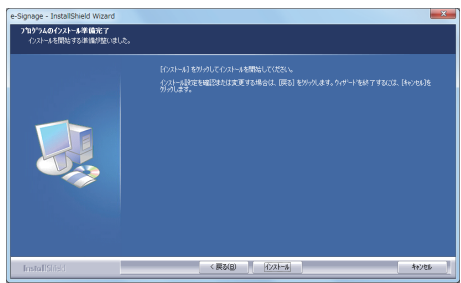 e-Signage - InstallShield Wizard
ﾌﾟﾛｸﾞﾗﾑのｲﾝｽﾄｰﾙ準備完了
ｲﾝｽﾄｰﾙを開始する準備が整いました。
[ｲﾝｽﾄｰﾙ] をｸﾘｯｸしてｲﾝｽﾄｰﾙを開始してください。
ｲﾝｽﾄｰﾙ設定を確認または変更する場合は、[戻る] をｸﾘｯｸします。ｳｨｻﾞｰﾄﾞを終了するには、[ｷｬﾝｾﾙ]を
ｸﾘｯｸします。
InstallShield
< 戻る(B)
ｲﾝｽﾄｰﾙ
ｷｬﾝｾﾙ